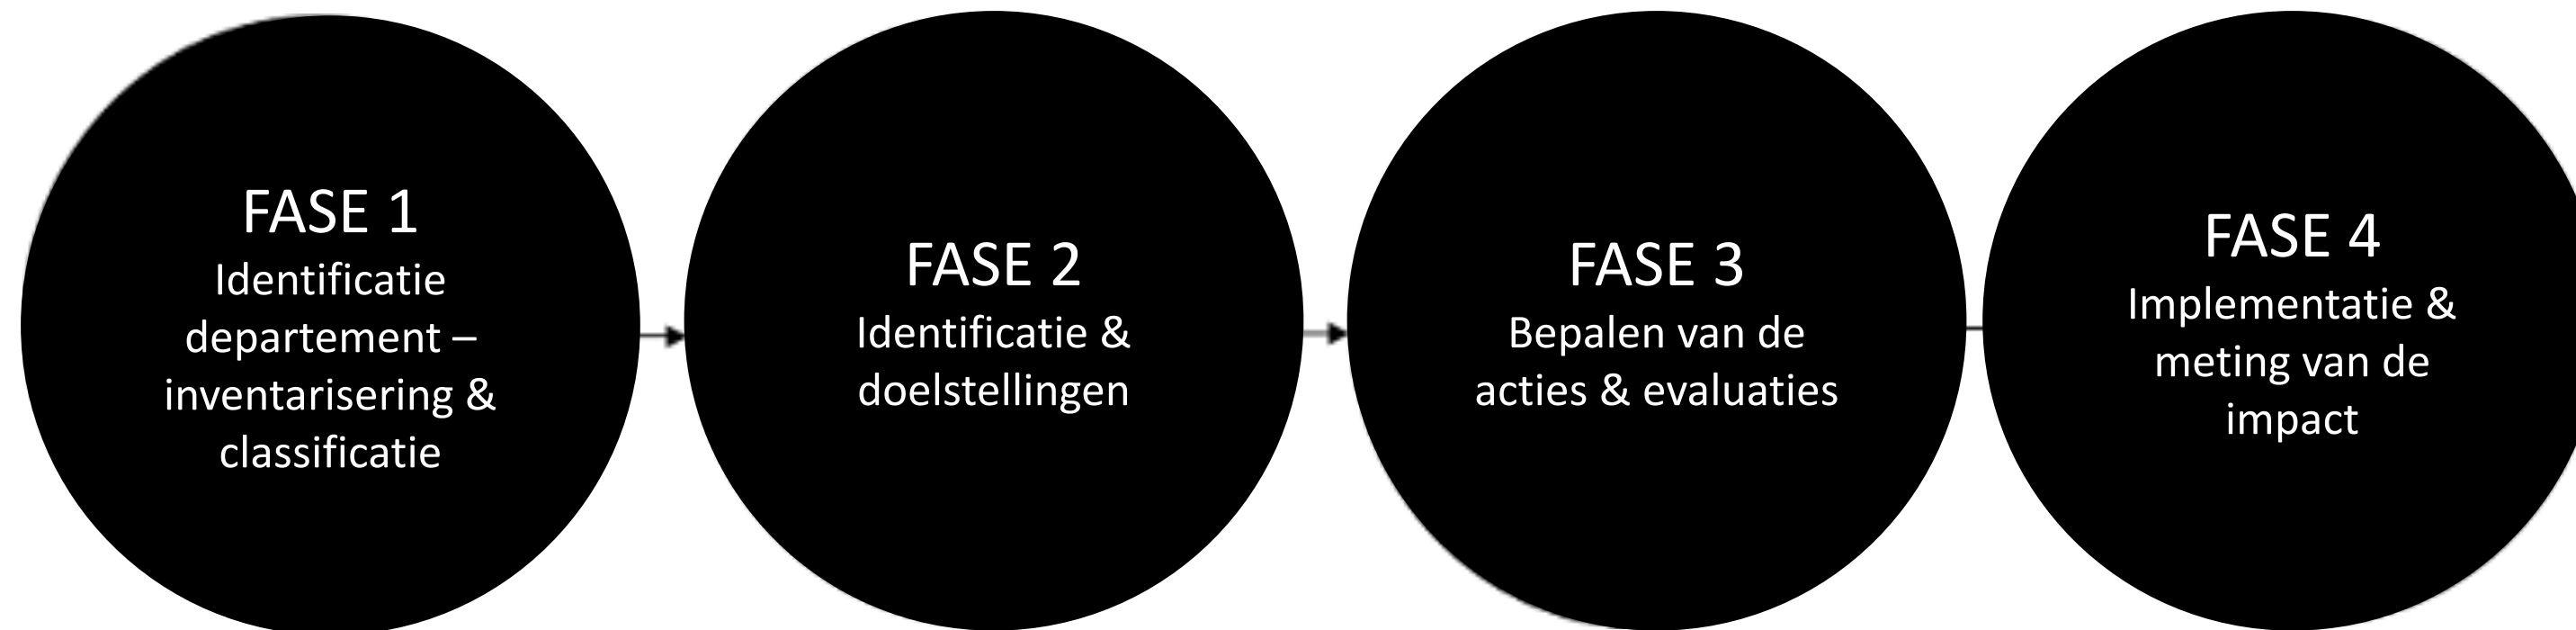 FASE 1
Identificatie
departement –
inventarisering &
classificatie
FASE 2
Identificatie &
doelstellingen
FASE 3
Bepalen van de
acties & evaluaties
FASE 4
Implementatie &
meting van de
impact